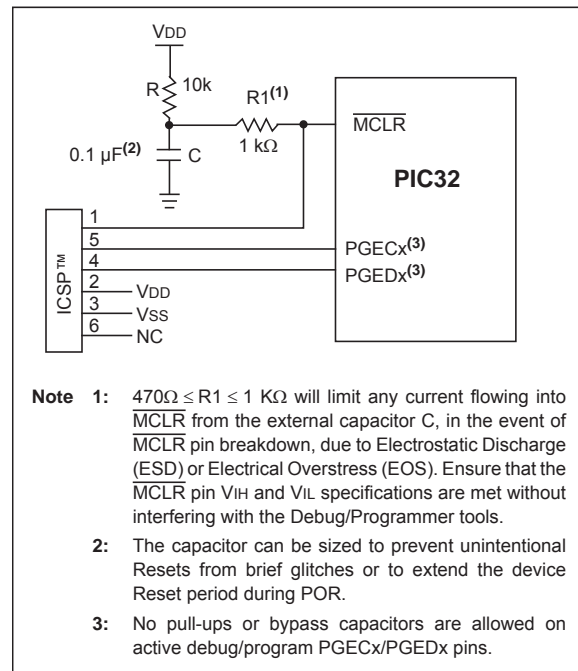 VDD
R 10k
R1(1)
1 kΩ
MCLR
0.1 µF(2)
C
PIC32
1
5
PGECx(3)
4
PGEDx(3)
2
VDD
3
VSS
6
NC
ICSP™
Note 1: 470Ω ≤ R1 ≤ 1 KΩ will limit any current flowing into
MCLR from the external capacitor C, in the event of
MCLR pin breakdown, due to Electrostatic Discharge
(ESD) or Electrical Overstress (EOS). Ensure that the
MCLR pin VIH and VIL specifications are met without
interfering with the Debug/Programmer tools.
2: The capacitor can be sized to prevent unintentional
Resets from brief glitches or to extend the device
Reset period during POR.
3: No pull-ups or bypass capacitors are allowed on
active debug/program PGECx/PGEDx pins.